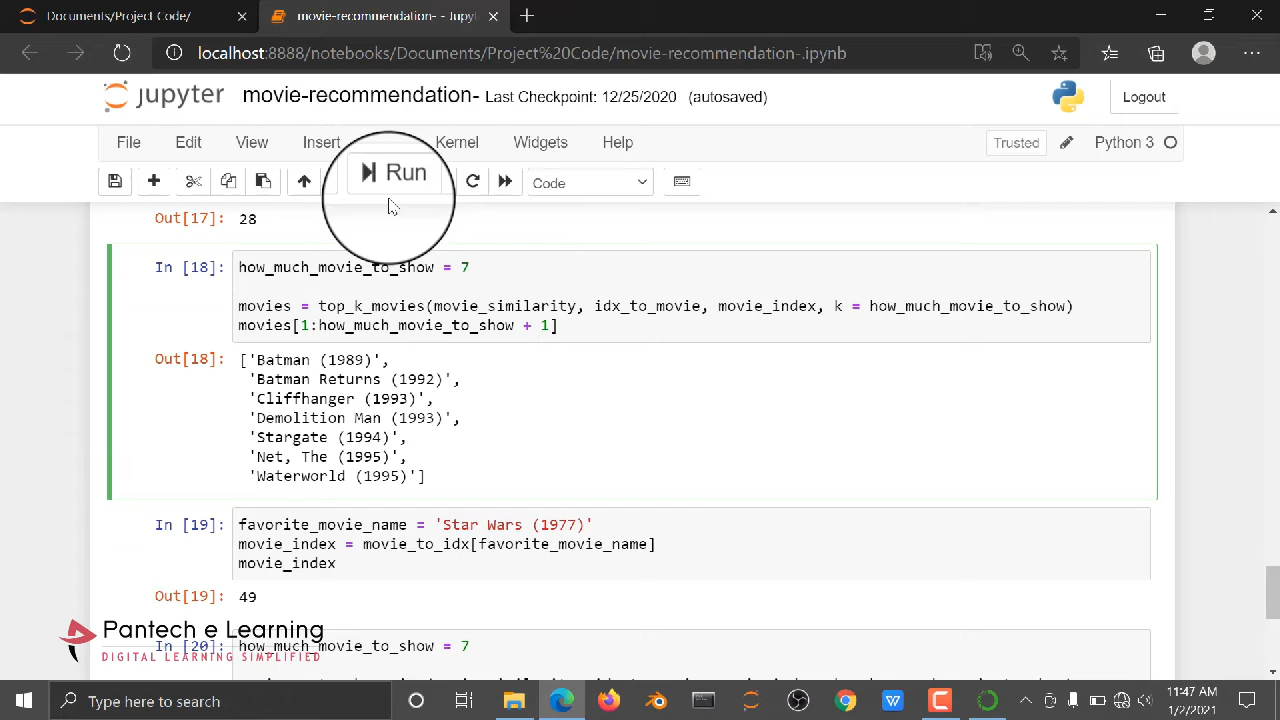 Documents/Project Code/
movie-recommendation- - Jupyt
localhost:8888/notebooks/Documents/Project%20Code/movie-recommendation-.ipynb
jupyter movie-recommendation- Last Checkpoint: 12/25/2020 (autosaved)
Logout
File Edit View Insert Kernel Widgets Help
Trusted Python 3
Run
Code
Out[17]: 28
In [18]: how_much_movie_to_show = 7
movies = top_k_movies(movie_similarity, idx_to_movie, movie_index, k = how_much_movie_to_show)
movies[1:how_much_movie_to_show + 1]
Out[18]: ['Batman (1989)',
'Batman Returns (1992)',
'Cliffhanger (1993)',
'Demolition Man (1993)',
'Stargate (1994)',
'Net, The (1995)',
'Waterworld (1995)']
In [19]: favorite_movie_name = 'Star Wars (1977)'
movie_index = movie_to_idx[favorite_movie_name]
movie_index
Out[19]: 49
Pantech e Learning
DIGITAL LEARNING SIMPLIFIED
In [20]: how_much_movie_to_show = 7
Type here to search
11:47 AM
1/2/2021